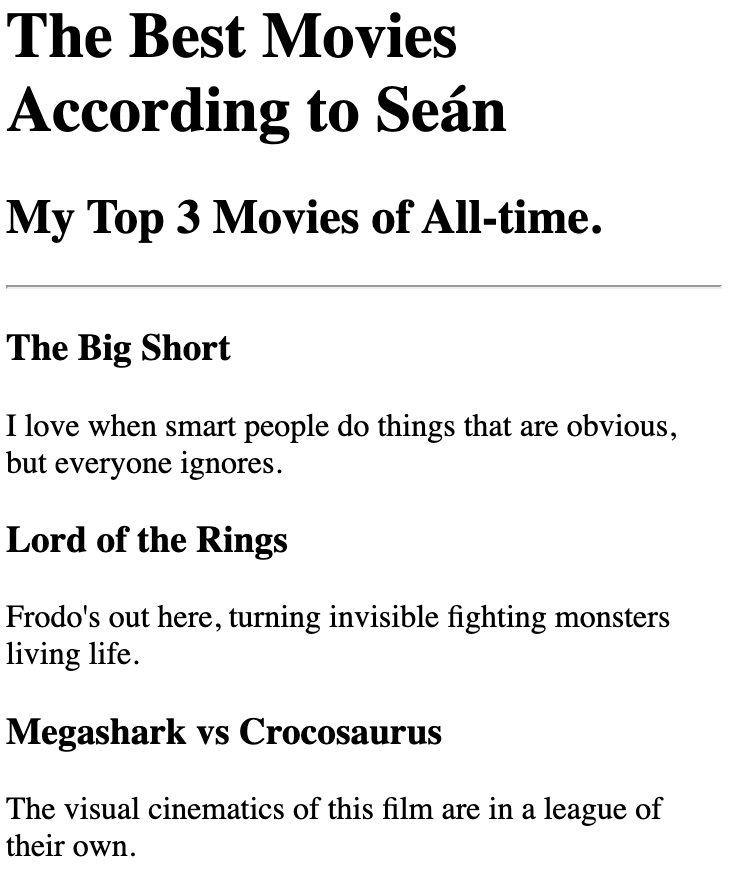 The Best Movies
According to Seán
My Top 3 Movies of All-time.
The Big Short
I love when smart people do things that are obvious,
but everyone ignores.
Lord of the Rings
Frodo's out here, turning invisible fighting monsters
living life.
Megashark vs Crocosaurus
The visual cinematics of this film are in a league of
their own.